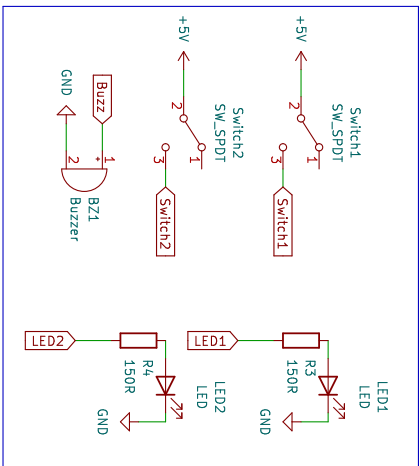 +5V
2
Switch1
SW_SPDT
1
3
Switch1
+5V
2
Switch2
SW_SPDT
1
3
Switch2
Buzz
GND
+ 1
2
BZ1
Buzzer
LED1
R3
150R
LED1
LED
GND
LED2
R4
150R
LED2
LED
GND